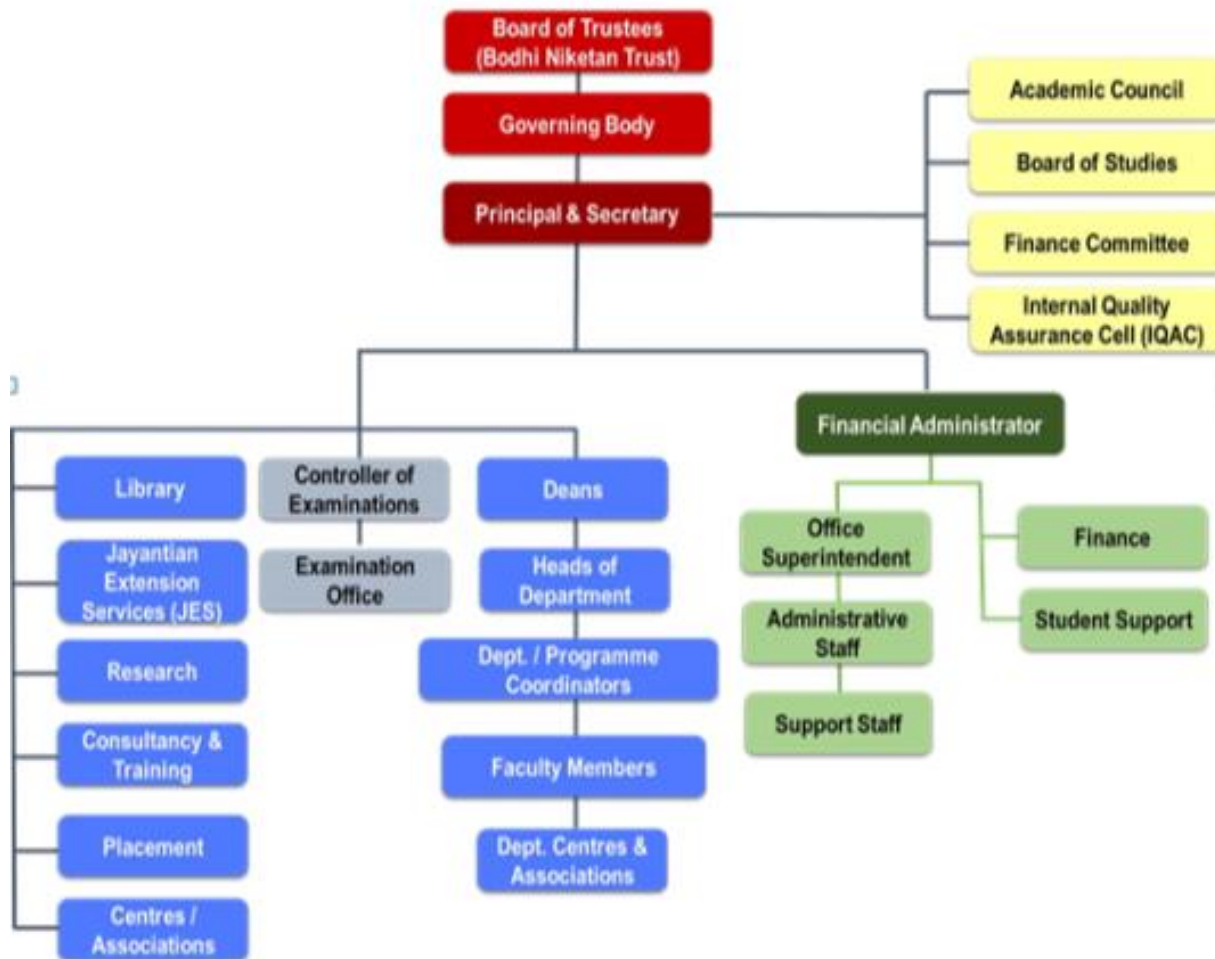 Board of Trustees
(Bodhi Niketan Trust)
Governing Body
Principal & Secretary
Academic Council
Board of Studies
Finance Committee
Internal Quality
Assurance Cell (IQAC)
Financial Administrator
Library
Jayantian
Extension
Services (JES)
Research
Consultancy &
Training
Placement
Centres /
Associations
Controller of
Examinations
Examination
Office
Deans
Heads of
Department
Dept. / Programme
Coordinators
Faculty Members
Dept. Centres &
Associations
Office
Superintendent
Administrative
Staff
Support Staff
Finance
Student Support